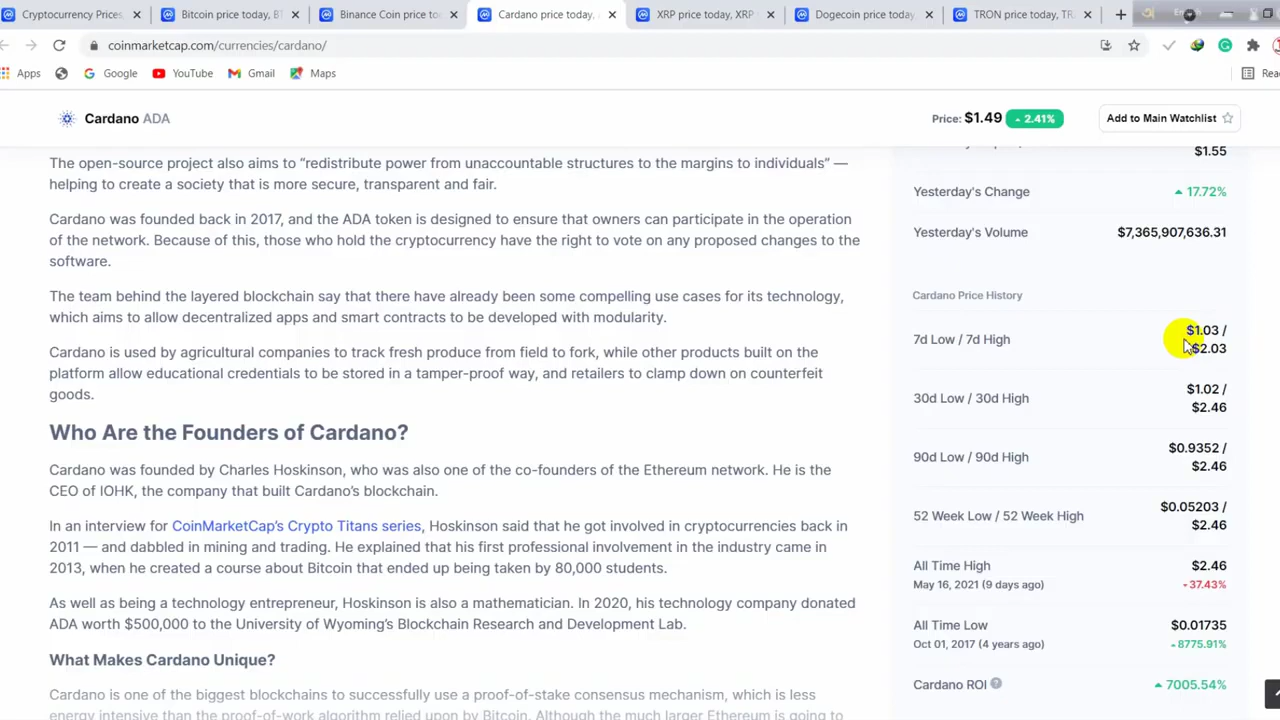 Cryptocurrency Prices,
Bitcoin price today, BT
Binance Coin price toc
Cardano price today,
XRP price today, XRP
Dogecoin price today,
TRON price today, TR
coinmarketcap.com/currencies/cardano/
Apps
Google
YouTube
Gmail
Maps
Rea
Cardano ADA
Price: $1.49 2.41%
Add to Main Watchlist
The open-source project also aims to “redistribute power from unaccountable structures to the margins to individuals” —
helping to create a society that is more secure, transparent and fair.
Cardano was founded back in 2017, and the ADA token is designed to ensure that owners can participate in the operation
of the network. Because of this, those who hold the cryptocurrency have the right to vote on any proposed changes to the
software.
The team behind the layered blockchain say that there have already been some compelling use cases for its technology,
which aims to allow decentralized apps and smart contracts to be developed with modularity.
Cardano is used by agricultural companies to track fresh produce from field to fork, while other products built on the
platform allow educational credentials to be stored in a tamper-proof way, and retailers to clamp down on counterfeit
goods.
Who Are the Founders of Cardano?
Cardano was founded by Charles Hoskinson, who was also one of the co-founders of the Ethereum network. He is the
CEO of IOHK, the company that built Cardano’s blockchain.
In an interview for CoinMarketCap’s Crypto Titans series, Hoskinson said that he got involved in cryptocurrencies back in
2011 — and dabbled in mining and trading. He explained that his first professional involvement in the industry came in
2013, when he created a course about Bitcoin that ended up being taken by 80,000 students.
As well as being a technology entrepreneur, Hoskinson is also a mathematician. In 2020, his technology company donated
ADA worth $500,000 to the University of Wyoming’s Blockchain Research and Development Lab.
What Makes Cardano Unique?
Cardano is one of the biggest blockchains to successfully use a proof-of-stake consensus mechanism, which is less
energy intensive than the proof-of-work algorithm relied upon by Bitcoin. Although the much larger Ethereum is going to
$1.55
Yesterday's Change 17.72%
Yesterday's Volume $7,365,907,636.31
Cardano Price History
7d Low / 7d High $1.03 /
$2.03
30d Low / 30d High $1.02 /
$2.46
90d Low / 90d High $0.9352 /
$2.46
52 Week Low / 52 Week High $0.05203 /
$2.46
All Time High $2.46
May 16, 2021 (9 days ago) 37.43%
All Time Low $0.01735
Oct 01, 2017 (4 years ago) 8775.91%
Cardano ROI 7005.54%